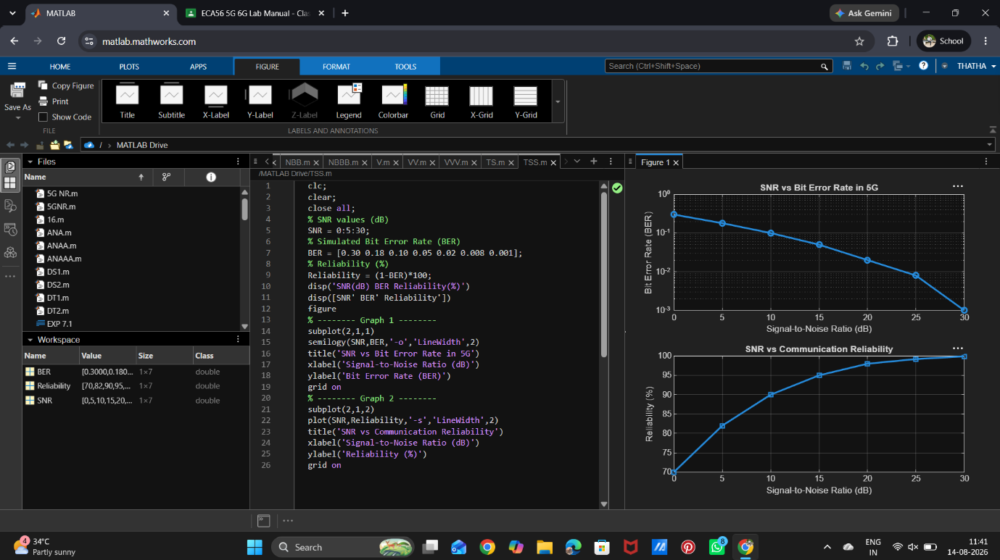 MATLAB
ECA56 5G 6G Lab Manual - Clas
Ask Gemini
matlab.mathworks.com
School
HOME PLOTS APPS FIGURE FORMAT TOOLS
Search (Ctrl+Shift+Space)
THATHA
Save As
Copy Figure
Print
Show Code
FILE
Title Subtitle X-Label Y-Label Z-Label Legend Colorbar Grid X-Grid Y-Grid
LABELS AND ANNOTATIONS
/ › MATLAB Drive
Files
Name
5G NR.m
5GNR.m
16.m
ANA.m
ANAA.m
ANAAA.m
DS1.m
DS2.m
DT1.m
DT2.m
EXP 7.1
Workspace
Name Value Size Class
BER [0.3000,0.180... 1×7 double
Reliability [70,82,90,95,... 1×7 double
SNR [0,5,10,15,20,... 1×7 double
NBB.m NBBB.m V.m VV.m VVV.m TS.m TSS.m
/MATLAB Drive/TSS.m
1 clc;
2 clear;
3 close all;
4 % SNR values (dB)
5 SNR = 0:5:30;
6 % Simulated Bit Error Rate (BER)
7 BER = [0.30 0.18 0.10 0.05 0.02 0.008 0.001];
8 % Reliability (%)
9 Reliability = (1-BER)*100;
10 disp('SNR(dB) BER Reliability(%)')
11 disp([SNR' BER' Reliability'])
12 figure
13 % -------- Graph 1 --------
14 subplot(2,1,1)
15 semilogy(SNR,BER,'-o','LineWidth',2)
16 title('SNR vs Bit Error Rate in 5G')
17 xlabel('Signal-to-Noise Ratio (dB)')
18 ylabel('Bit Error Rate (BER)')
19 grid on
20 % -------- Graph 2 --------
21 subplot(2,1,2)
22 plot(SNR,Reliability,'-s','LineWidth',2)
23 title('SNR vs Communication Reliability')
24 xlabel('Signal-to-Noise Ratio (dB)')
25 ylabel('Reliability (%)')
26 grid on
Figure 1
SNR vs Bit Error Rate in 5G
Bit Error Rate (BER)
10⁰
10⁻¹
10⁻²
10⁻³
0 5 10 15 20 25 30
Signal-to-Noise Ratio (dB)
SNR vs Communication Reliability
Reliability (%)
100
95
90
85
80
75
70
0 5 10 15 20 25 30
Signal-to-Noise Ratio (dB)
4
34°C
Partly sunny
Search
8
ENG
IN
11:41
14-08-2026